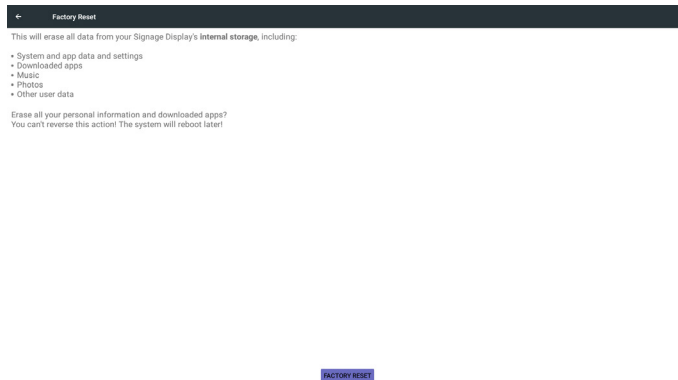 ← Factory Reset
This will erase all data from your Signage Display's internal storage, including:
• System and app data and settings
• Downloaded apps
• Music
• Photos
• Other user data
Erase all your personal information and downloaded apps?
You can't reverse this action! The system will reboot later!
FACTORY RESET